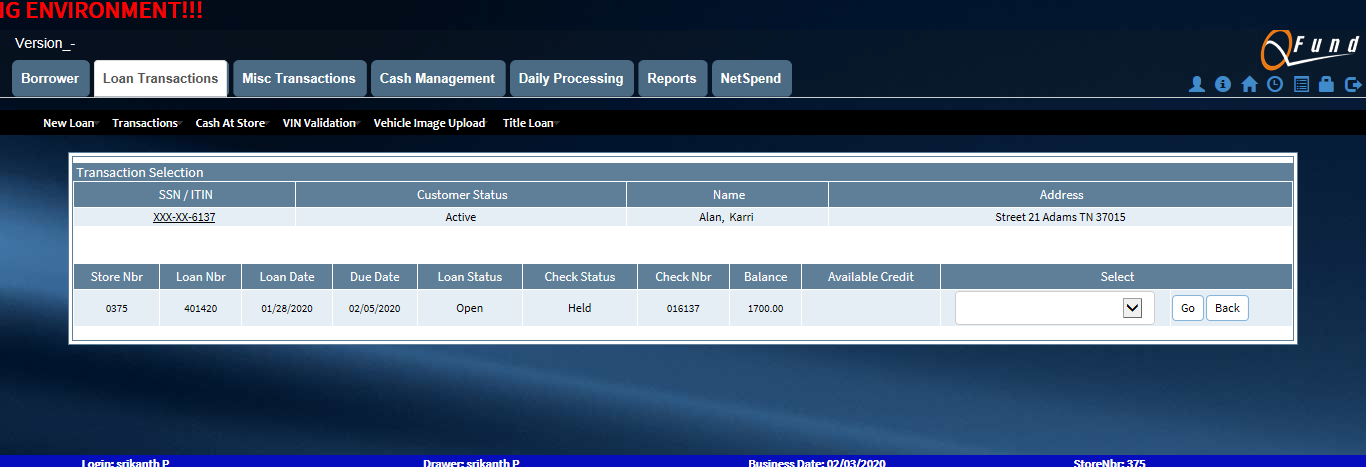 NG ENVIRONMENT!!!
Version_-
QFund
Borrower Loan Transactions Misc Transactions Cash Management Daily Processing Reports NetSpend
New Loan Transactions Cash At Store VIN Validation Vehicle Image Upload Title Loan
Transaction Selection
SSN / ITIN Customer Status Name Address
XXX-XX-6137 Active Alan, Karri Street 21 Adams TN 37015
Store Nbr Loan Nbr Loan Date Due Date Loan Status Check Status Check Nbr Balance Available Credit Select
0375 401420 01/28/2020 02/05/2020 Open Held 016137 1700.00 Go Back
Login: srikanth P Drawer: srikanth P Business Date: 02/03/2020 StoreNbr: 375